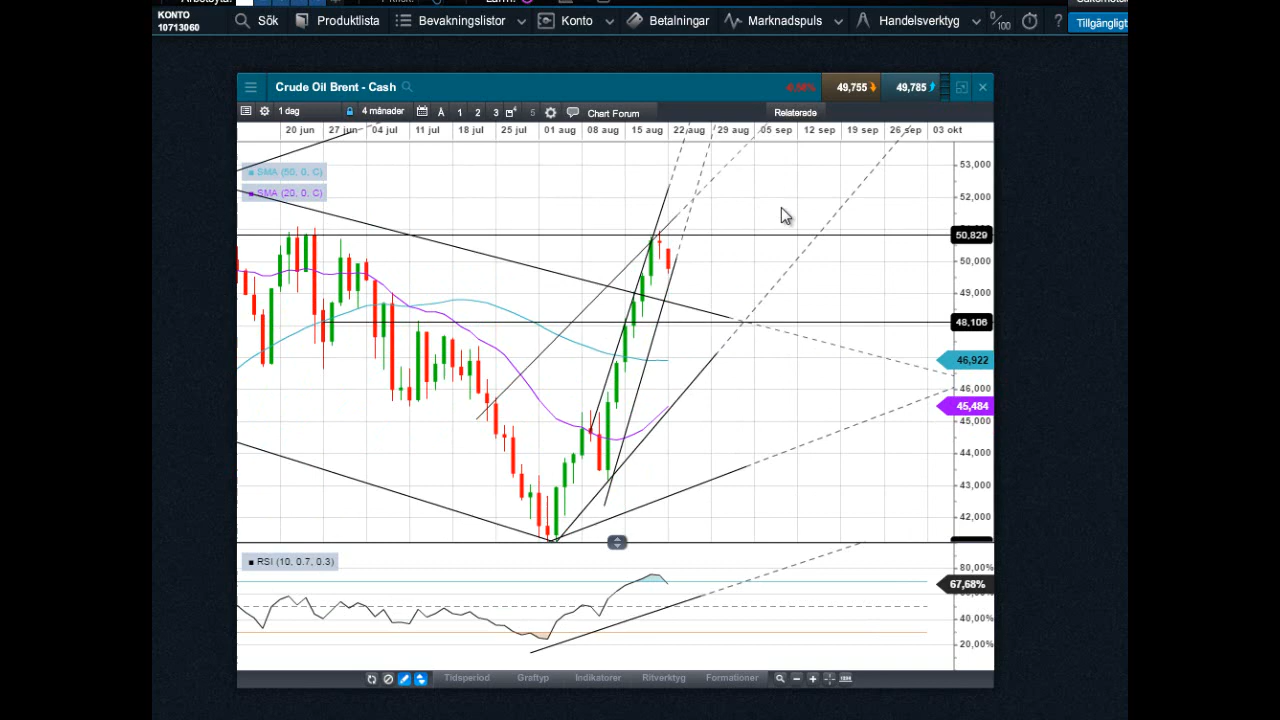 KONTO
10713060
Sök
Produktlista
Bevakningslistor
Konto
Betalningar
Marknadspuls
0/100
Handelsverktyg
?
Tillgängligt
Crude Oil Brent - Cash
49,755
49,785
1 dag
4 månader
A 1 2 3
5
Chart Forum
Relaterade
20 jun 27 jun 04 jul 11 jul 18 jul 25 jul 01 aug 08 aug 15 aug 22 aug 29 aug 05 sep 12 sep 19 sep 26 sep 03 okt
SMA (50, 0, C)
SMA (20, 0, C)
53,000
52,000
50,829
50,000
49,000
48,106
46,922
46,000
45,484
45,000
44,000
43,000
42,000
RSI (10, 0.7, 0.3)
80,00%
67,68%
40,00%
20,00%
Tidsperiod
Graftyp
Indikatorer
Ritverktyg
Formationer